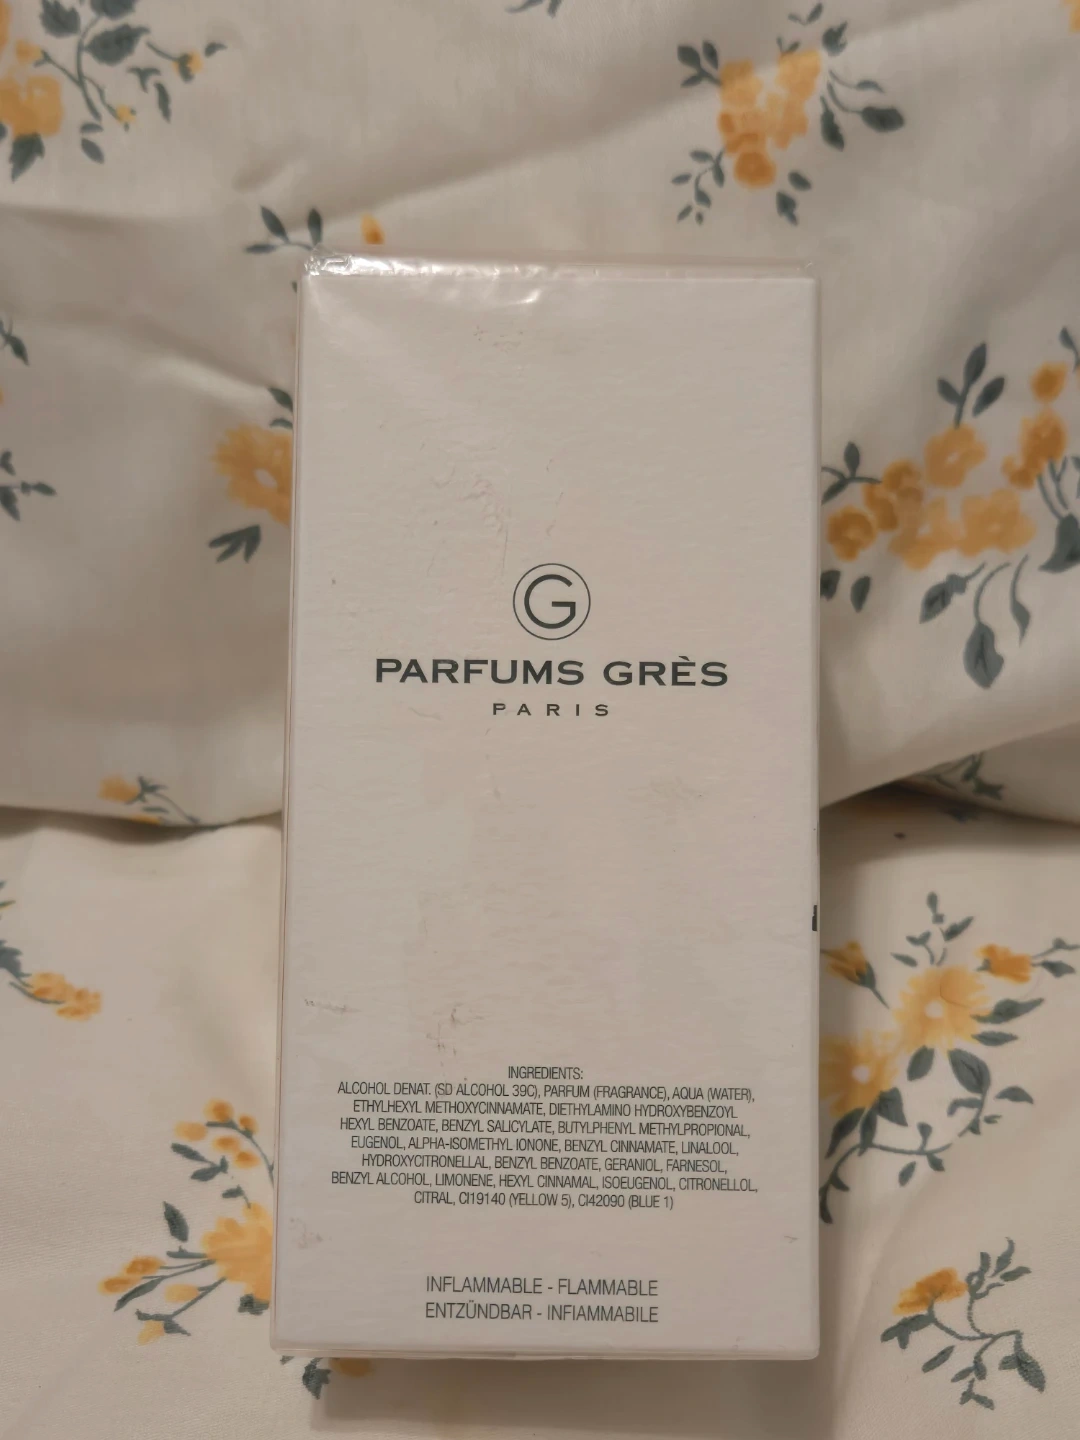 G
PARFUMS GRÈS
PARIS
INGREDIENTS:
ALCOHOL DENAT. (SD ALCOHOL 39C), PARFUM (FRAGRANCE), AQUA (WATER),
ETHYLHEXYL METHOXYCINNAMATE, DIETHYLAMINO HYDROXYBENZOYL
HEXYL BENZOATE, BENZYL SALICYLATE, BUTYLPHENYL METHYLPROPIONAL,
EUGENOL, ALPHA-ISOMETHYL IONONE, BENZYL CINNAMATE, LINALOOL,
HYDROXYCITRONELLAL, BENZYL BENZOATE, GERANIOL, FARNESOL,
BENZYL ALCOHOL, LIMONENE, HEXYL CINNAMAL, ISOEUGENOL, CITRONELLOL,
CITRAL, CI19140 (YELLOW 5), CI42090 (BLUE 1)
INFLAMMABLE - FLAMMABLE
ENTZÜNDBAR - INFIAMMABILE